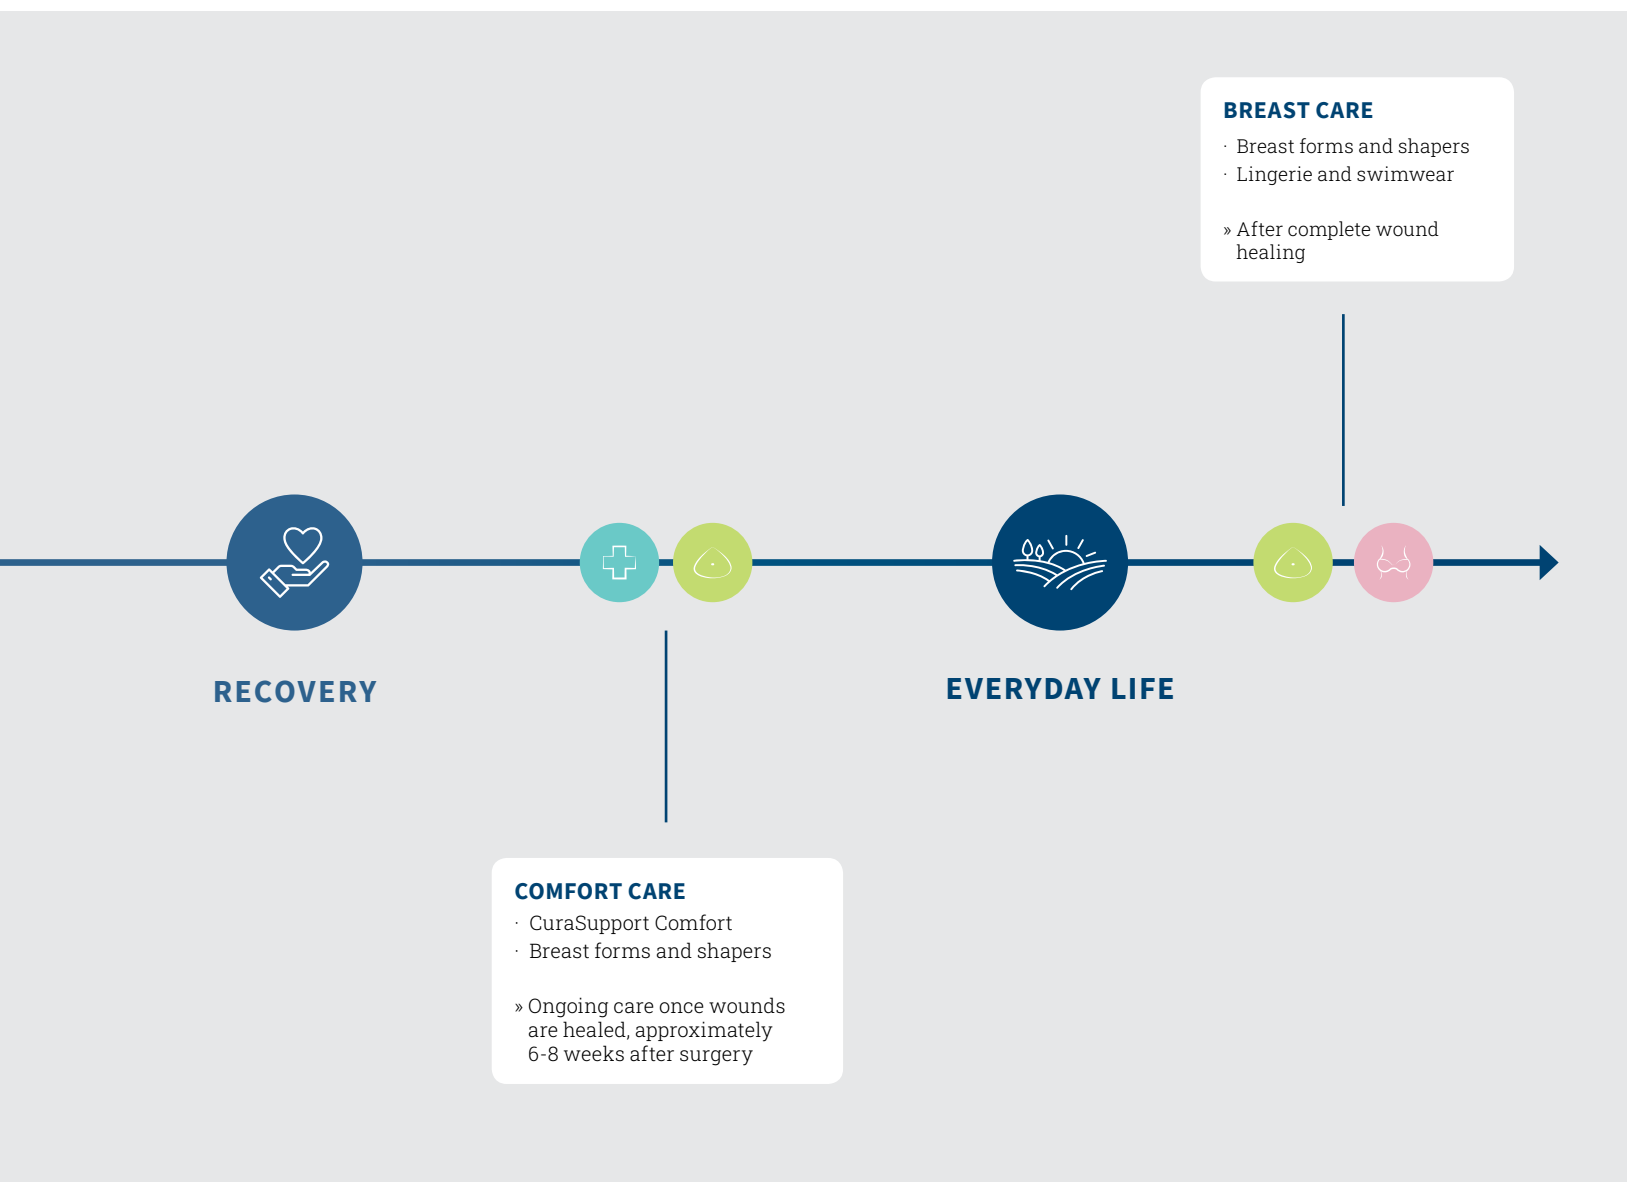 BREAST CARE
· Breast forms and shapers
· Lingerie and swimwear
» After complete wound
healing
RECOVERY
EVERYDAY LIFE
COMFORT CARE
· CuraSupport Comfort
· Breast forms and shapers
» Ongoing care once wounds
are healed, approximately
6-8 weeks after surgery